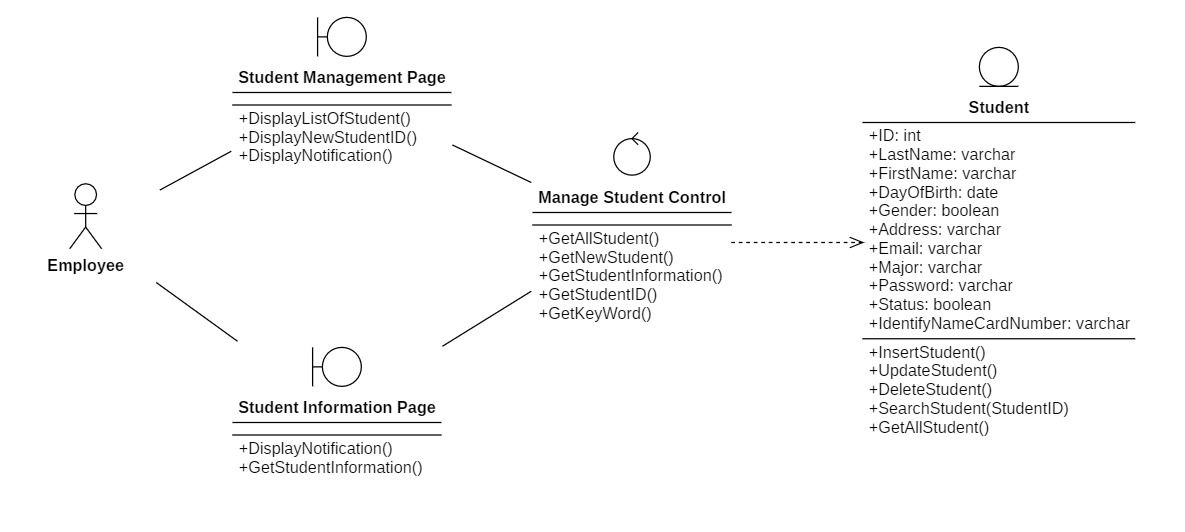 Student Management Page
+DisplayListOfStudent()
+DisplayNewStudentID()
+DisplayNotification()
Employee
Student Information Page
+DisplayNotification()
+GetStudentInformation()
Manage Student Control
+GetAllStudent()
+GetNewStudent()
+GetStudentInformation()
+GetStudentID()
+GetKeyWord()
Student
+ID: int
+LastName: varchar
+FirstName: varchar
+DayOfBirth: date
+Gender: boolean
+Address: varchar
+Email: varchar
+Major: varchar
+Password: varchar
+Status: boolean
+IdentifyNameCardNumber: varchar
+InsertStudent()
+UpdateStudent()
+DeleteStudent()
+SearchStudent(StudentID)
+GetAllStudent()